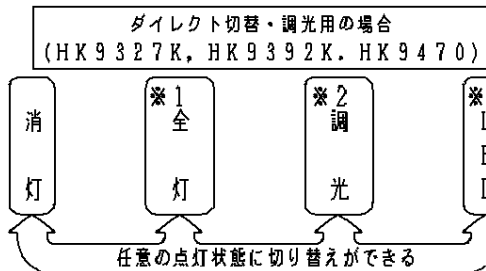 ダイレクト切替・調光用の場合
(HK9327K, HK9392K. HK9470)
消灯
※1
全灯
※2
調光
※
任意の点灯状態に切り替えができる